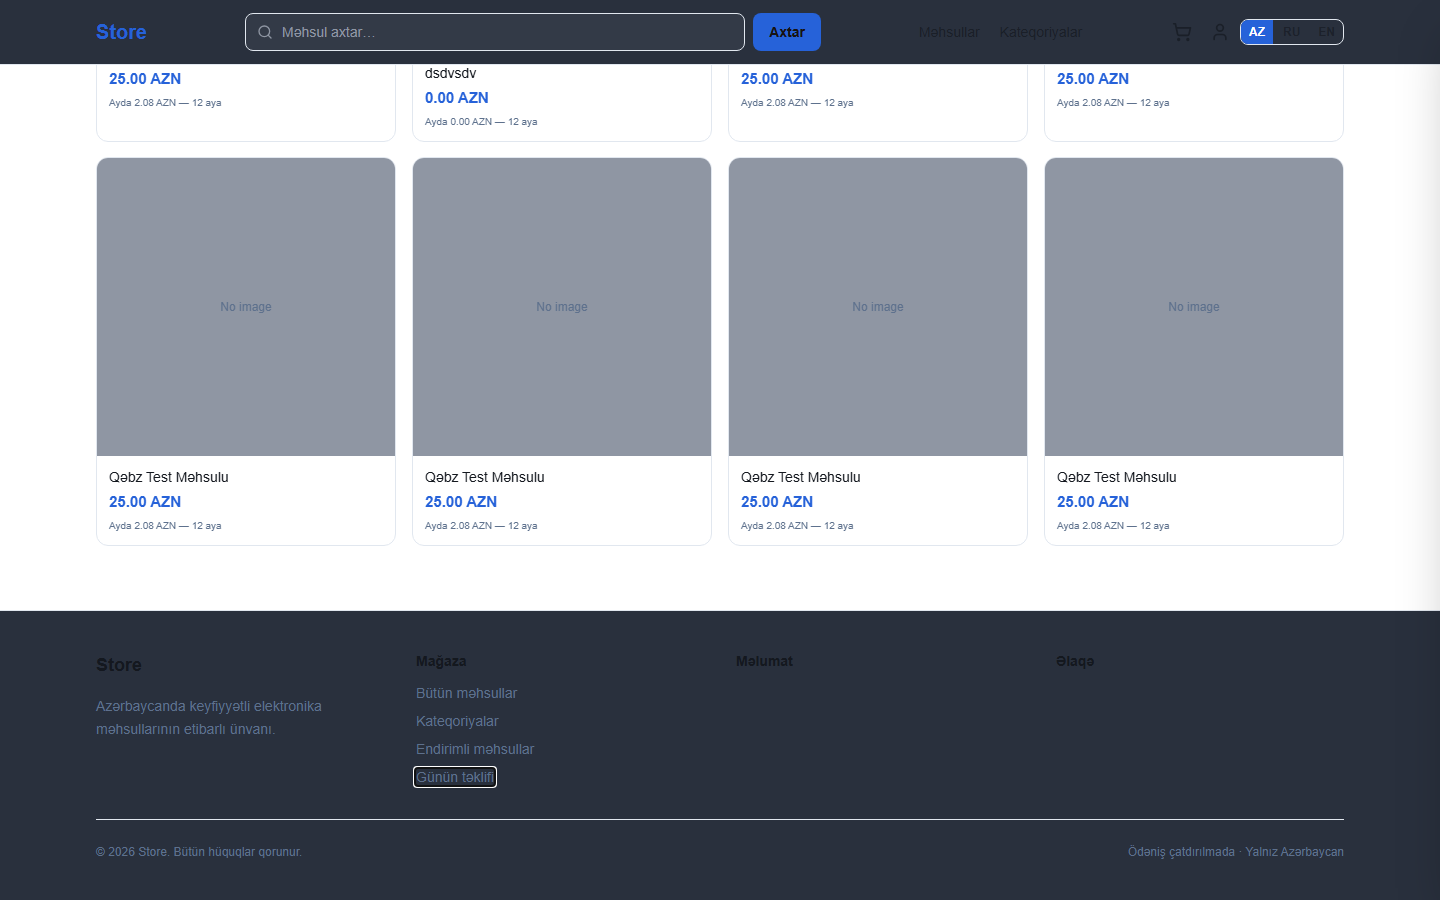 Store
Məhsul axtar...
Axtar
Məhsullar
Kateqoriyalar
AZ
RU
EN
25.00 AZN
Ayda 2.08 AZN — 12 aya
dsdvsdv
0.00 AZN
Ayda 0.00 AZN — 12 aya
25.00 AZN
Ayda 2.08 AZN — 12 aya
25.00 AZN
Ayda 2.08 AZN — 12 aya
No image
Qəbz Test Məhsulu
25.00 AZN
Ayda 2.08 AZN — 12 aya
No image
Qəbz Test Məhsulu
25.00 AZN
Ayda 2.08 AZN — 12 aya
No image
Qəbz Test Məhsulu
25.00 AZN
Ayda 2.08 AZN — 12 aya
No image
Qəbz Test Məhsulu
25.00 AZN
Ayda 2.08 AZN — 12 aya
Store
Azərbaycanda keyfiyyətli elektronika
məhsullarının etibarlı ünvanı.
Mağaza
Bütün məhsullar
Kateqoriyalar
Endirimli məhsullar
Günün təklifi
Məlumat
Əlaqə
© 2026 Store. Bütün hüquqlar qorunur.
Ödəniş çatdırılmada · Yalnız Azərbaycan